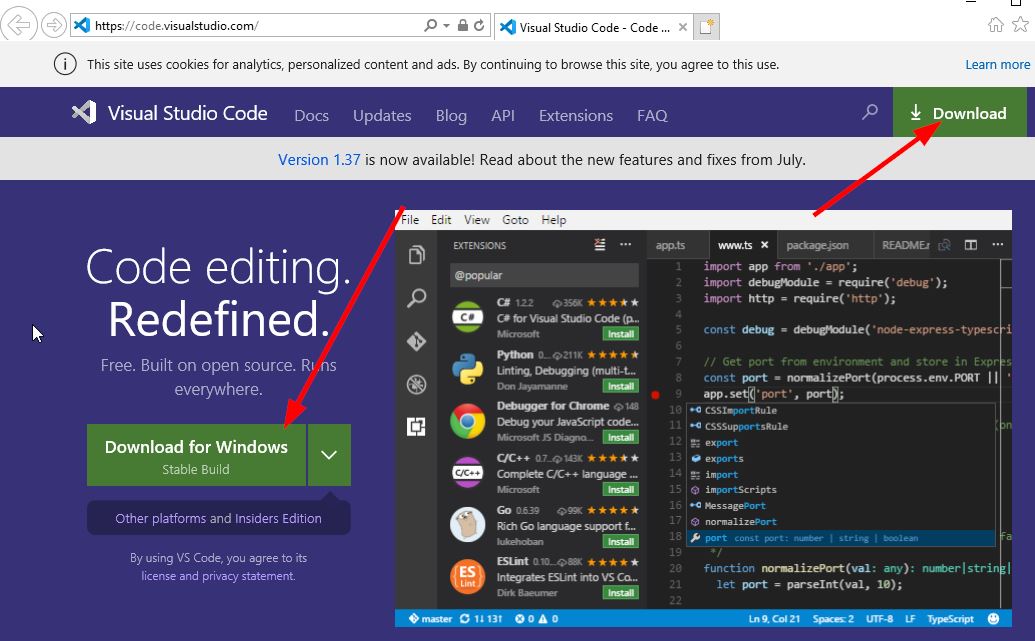 https://code.visualstudio.com/
Visual Studio Code - Code ...
This site uses cookies for analytics, personalized content and ads. By continuing to browse this site, you agree to this use.
Learn more
Visual Studio Code
Docs
Updates
Blog
API
Extensions
FAQ
Download
Version 1.37 is now available! Read about the new features and fixes from July.
Code editing.
Redefined.
Free. Built on open source. Runs
everywhere.
Download for Windows
Stable Build
Other platforms and Insiders Edition
By using VS Code, you agree to its
license and privacy statement.
File Edit View Goto Help
EXTENSIONS
...
@popular
C# 1.2.2 356K
C# for Visual Studio Code (p...
Microsoft
Install
Python 0... 211K
Linting, Debugging (multi-t...
Don Jayamanne
Install
Debugger for Chrome 148
Debug your JavaScript code...
Microsoft JS Diagno...
Install
C/C++
C/C++ 0.7... 143K
Complete C/C++ language ...
Microsoft
Install
Go 0.6.39 99K
Rich Go language support f...
lukehoban
Install
ES
Lint
ESLint 0.10... 88K
Integrates ESLint into VS Co...
Dirk Baeumer
Install
app.ts
www.ts
package.json
README.
...
1 import app from './app';
2 import debugModule = require('debug');
3 import http = require('http');
4
5 const debug = debugModule('node-express-typescri
6
7 // Get port from environment and store in Expres
8 const port = normalizePort(process.env.PORT || '
9 app.set('port', port);
10 CSSImportRule
11 CSSSupportsRule
12 export
13 exports
14 import
15 importScripts
16 MessagePort
17 normalizePort
18 port const port: number | string | boolean
19 */
20 function normalizePort(val: any): number|string|
21 let port = parseInt(val, 10);
22
master 1↓ 13↑ 0 0
Ln 9, Col 21 Spaces: 2 UTF-8 LF TypeScript